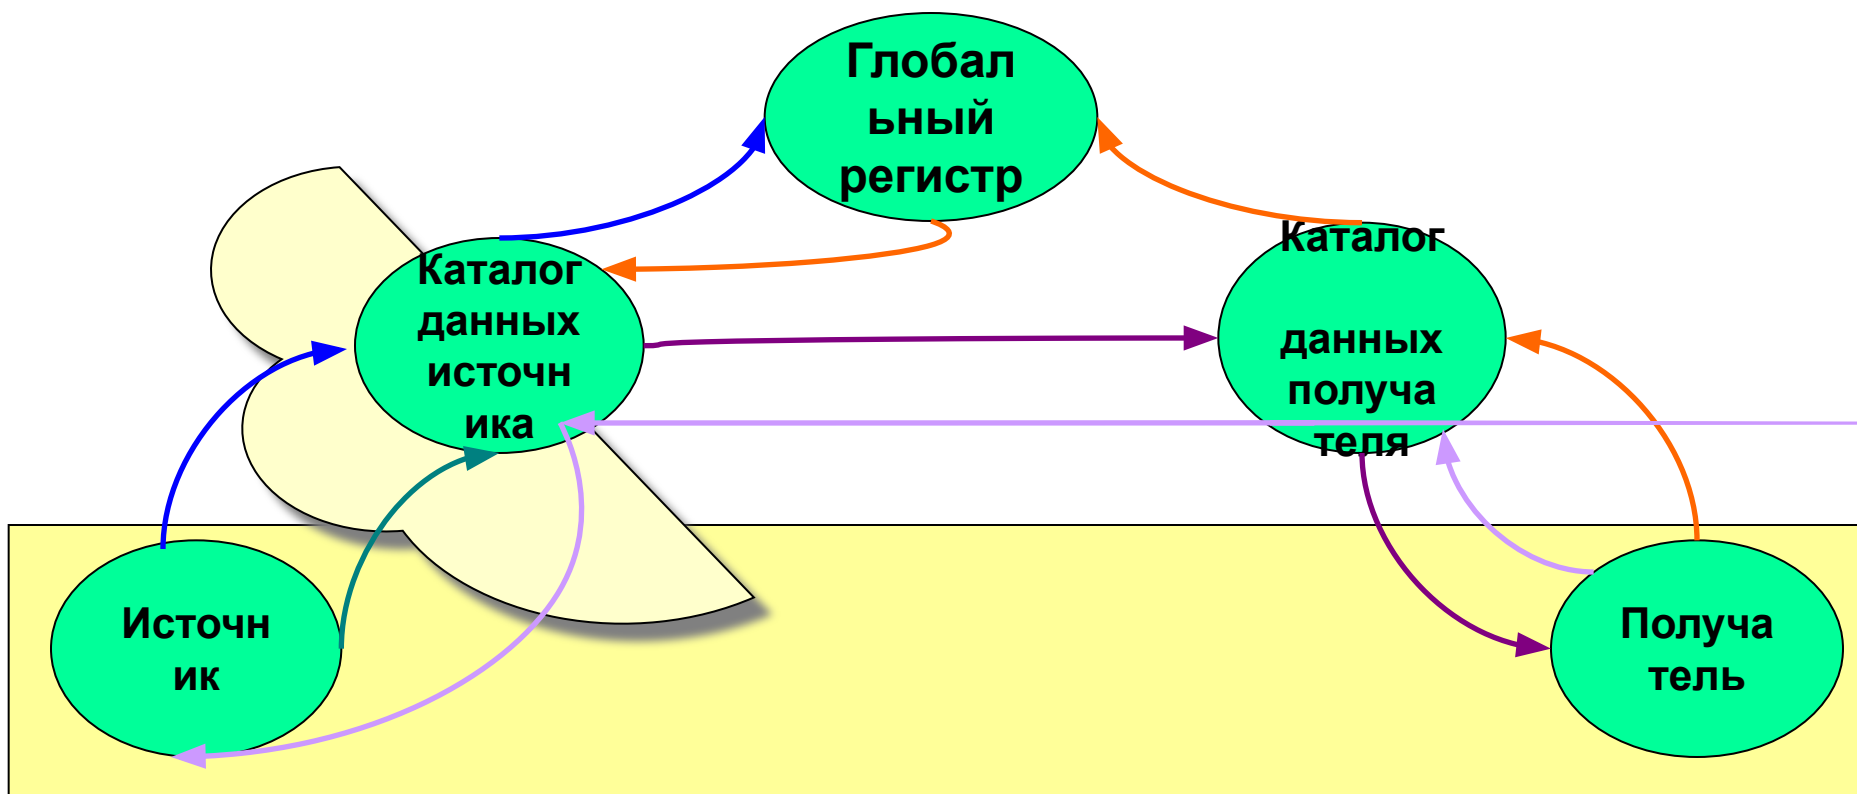 Глобал
ьный
регистр
Каталог
данных
источн
ика
Каталог
данных
получа
теля
Источн
ик
Получа
тель